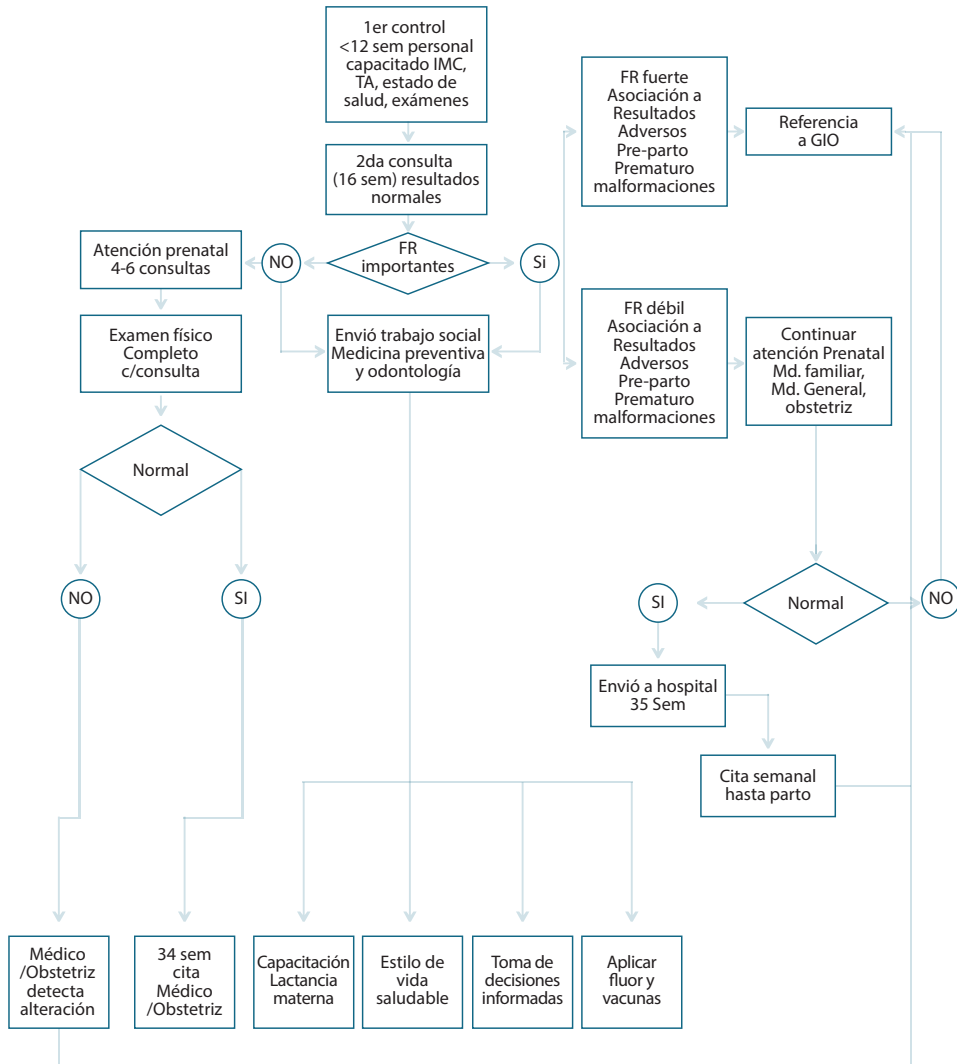 1er control
<12 sem personal
capacitado IMC,
TA, estado de
salud, exámenes
2da consulta
(16 sem) resultados
normales
FR
importantes
NO
Si
Atención prenatal
4-6 consultas
Examen físico
Completo
c/consulta
Envió trabajo social
Medicina preventiva
y odontología
FR fuerte
Asociación a
Resultados
Adversos
Pre-parto
Prematuro
malformaciones
Referencia
a GIO
FR débil
Asociación a
Resultados
Adversos
Pre-parto
Prematuro
malformaciones
Continuar
atención Prenatal
Md. familiar,
Md. General,
obstetriz
Normal
NO
SI
Normal
SI
NO
Envió a hospital
35 Sem
Cita semanal
hasta parto
Médico
/Obstetriz
detecta
alteración
34 sem
cita
Médico
/Obstetriz
Capacitación
Lactancia
materna
Estilo de
vida
saludable
Toma de
decisiones
informadas
Aplicar
fluor y
vacunas